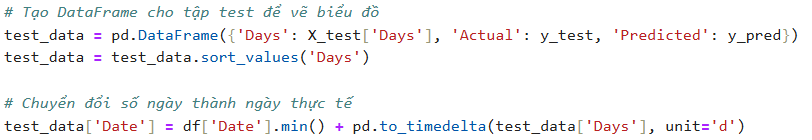 # Tạo DataFrame cho tập test để vẽ biểu đồ
test_data = pd.DataFrame({'Days': X_test['Days'], 'Actual': y_test, 'Predicted': y_pred})
test_data = test_data.sort_values('Days')
# Chuyển đổi số ngày thành ngày thực tế
test_data['Date'] = df['Date'].min() + pd.to_timedelta(test_data['Days'], unit='d')